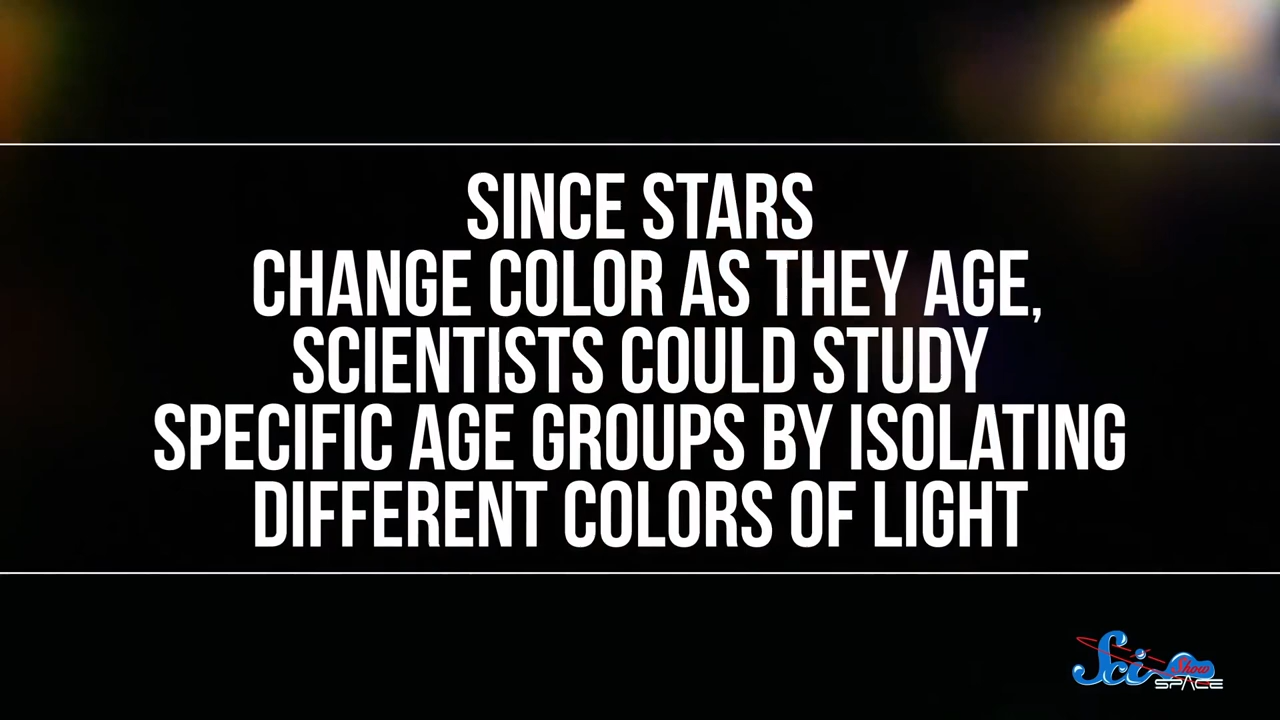 SINCE STARS
CHANGE COLOR AS THEY AGE,
SCIENTISTS COULD STUDY
SPECIFIC AGE GROUPS BY ISOLATING
DIFFERENT COLORS OF LIGHT
Sci Show
SPACE